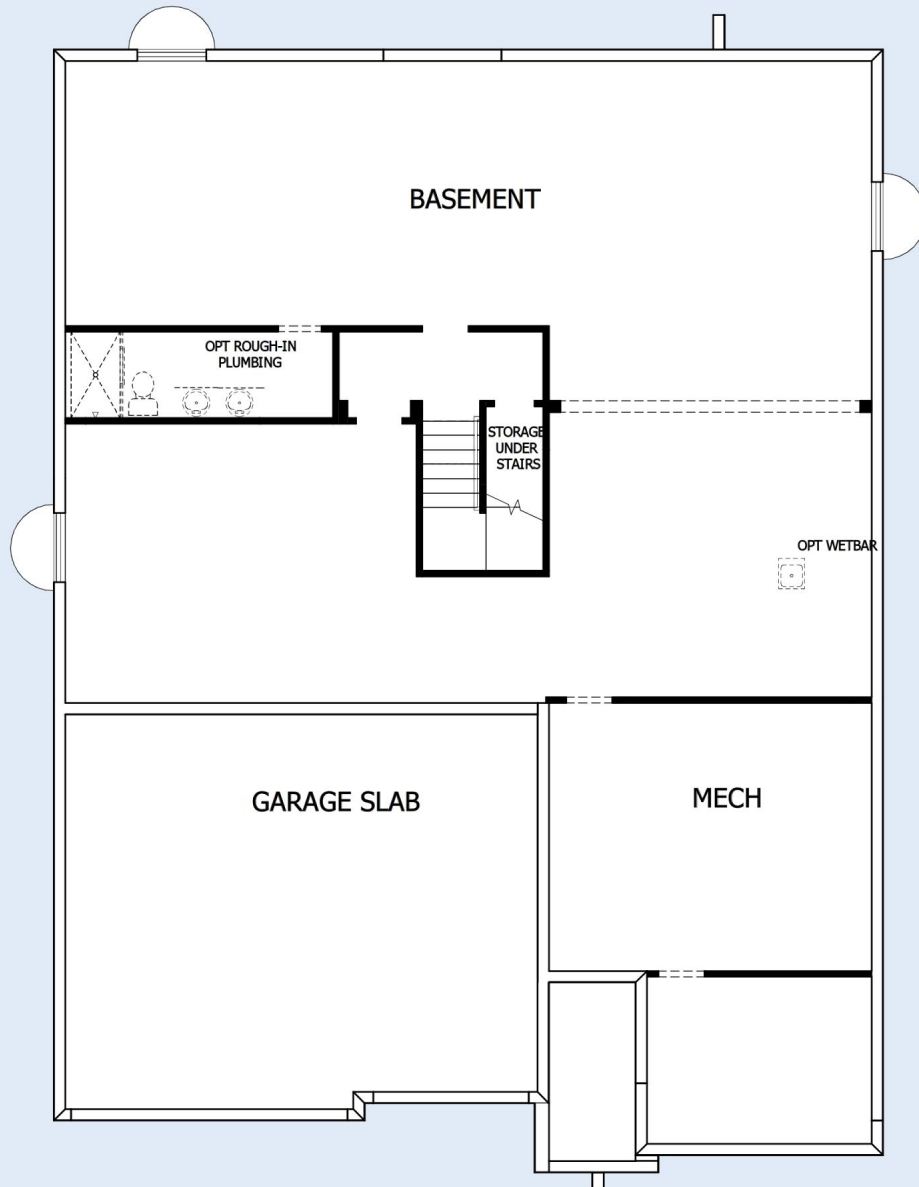 BASEMENT
OPT ROUGH-IN
PLUMBING
STORAGE
UNDER
STAIRS
OPT WETBAR
GARAGE SLAB
MECH